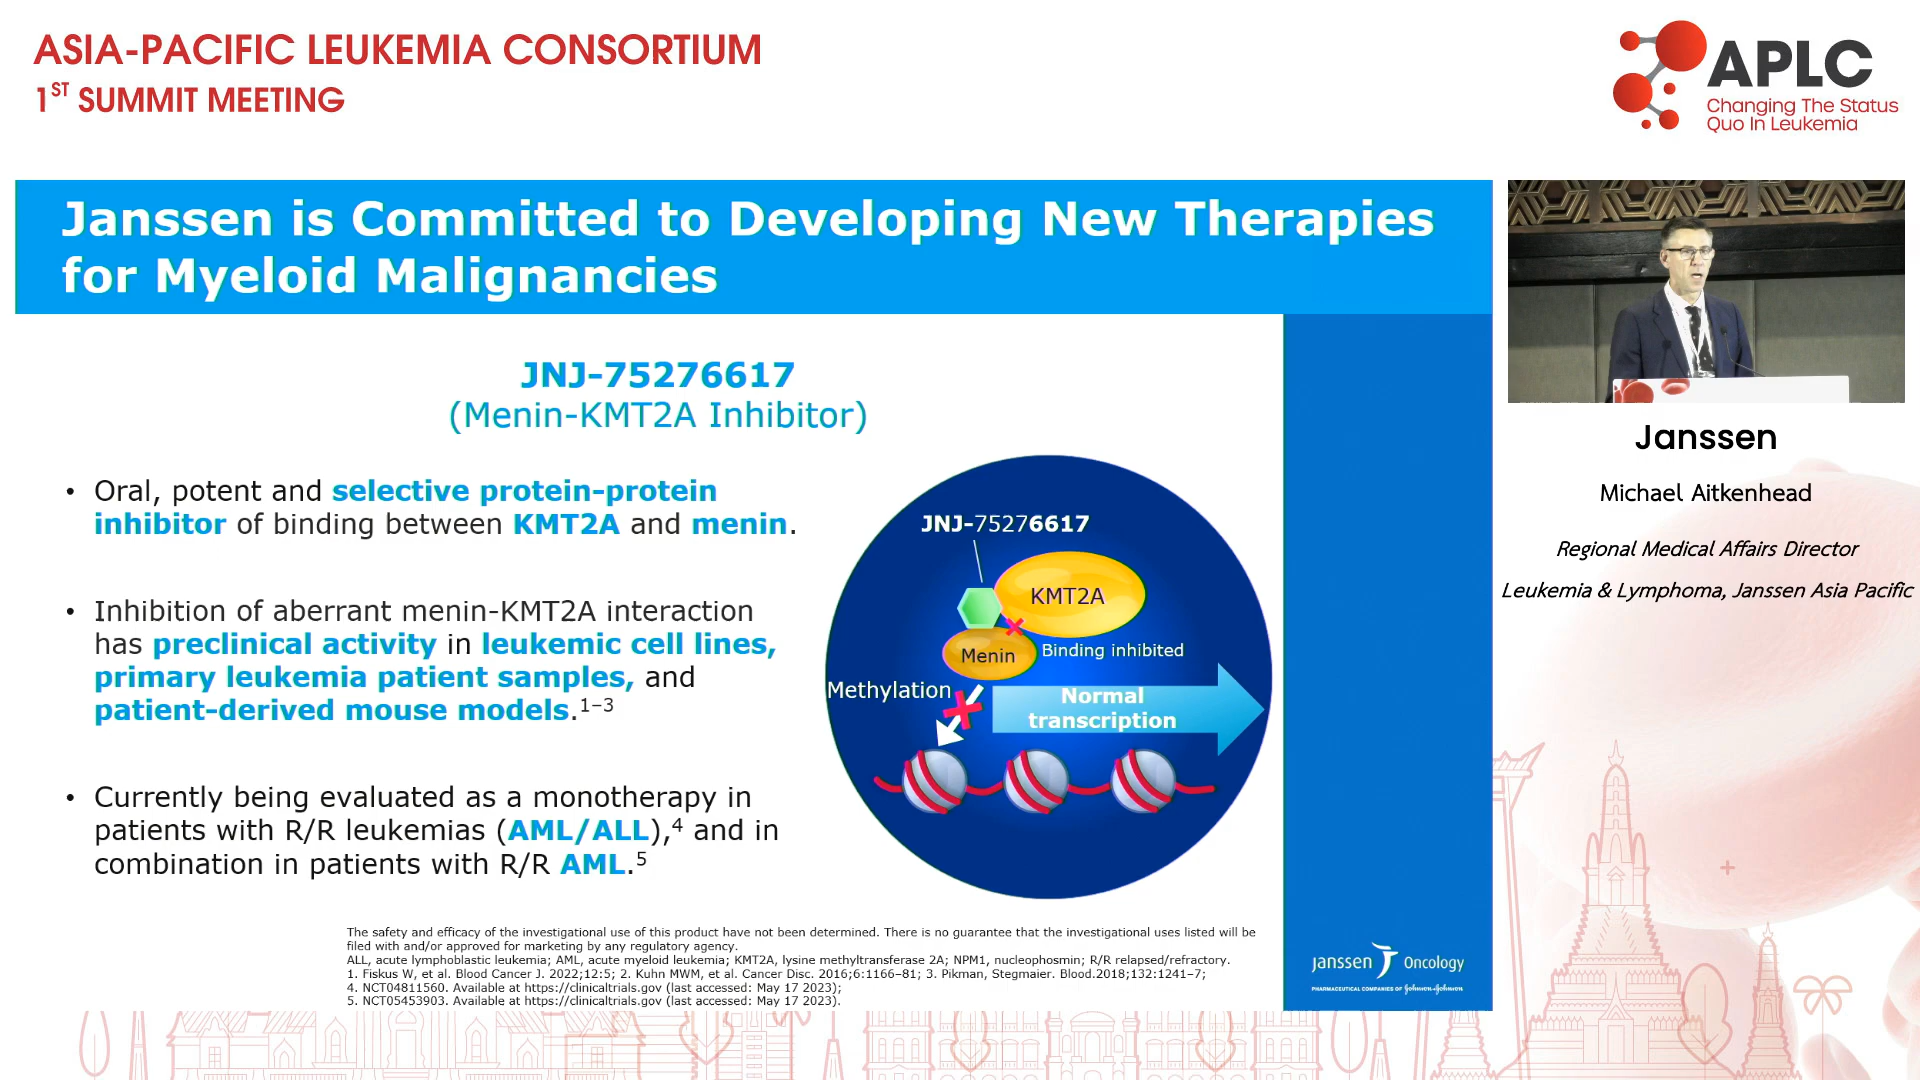 ASIA-PACIFIC LEUKEMIA CONSORTIUM
1ST SUMMIT MEETING
APLC
Changing The Status
Quo In Leukemia
Janssen is Committed to Developing New Therapies
for Myeloid Malignancies
JNJ-75276617
(Menin-KMT2A Inhibitor)
• Oral, potent and selective protein-protein
inhibitor of binding between KMT2A and menin.
• Inhibition of aberrant menin-KMT2A interaction
has preclinical activity in leukemic cell lines,
primary leukemia patient samples, and
patient-derived mouse models.1–3
• Currently being evaluated as a monotherapy in
patients with R/R leukemias (AML/ALL),4 and in
combination in patients with R/R AML.5
JNJ-75276617
KMT2A
Menin
Binding inhibited
Methylation
Normal
transcription
The safety and efficacy of the investigational use of this product have not been determined. There is no guarantee that the investigational uses listed will be
filed with and/or approved for marketing by any regulatory agency.
ALL, acute lymphoblastic leukemia; AML, acute myeloid leukemia; KMT2A, lysine methyltransferase 2A; NPM1, nucleophosmin; R/R relapsed/refractory.
1. Fiskus W, et al. Blood Cancer J. 2022;12:5; 2. Kuhn MWM, et al. Cancer Disc. 2016;6:1166–81; 3. Pikman, Stegmaier. Blood.2018;132:1241–7;
4. NCT04811560. Available at https://clinicaltrials.gov (last accessed: May 17 2023);
5. NCT05453903. Available at https://clinicaltrials.gov (last accessed: May 17 2023).
janssen Oncology
PHARMACEUTICAL COMPANIES OF Johnson & Johnson
Janssen
Michael Aitkenhead
Regional Medical Affairs Director
Leukemia & Lymphoma, Janssen Asia Pacific